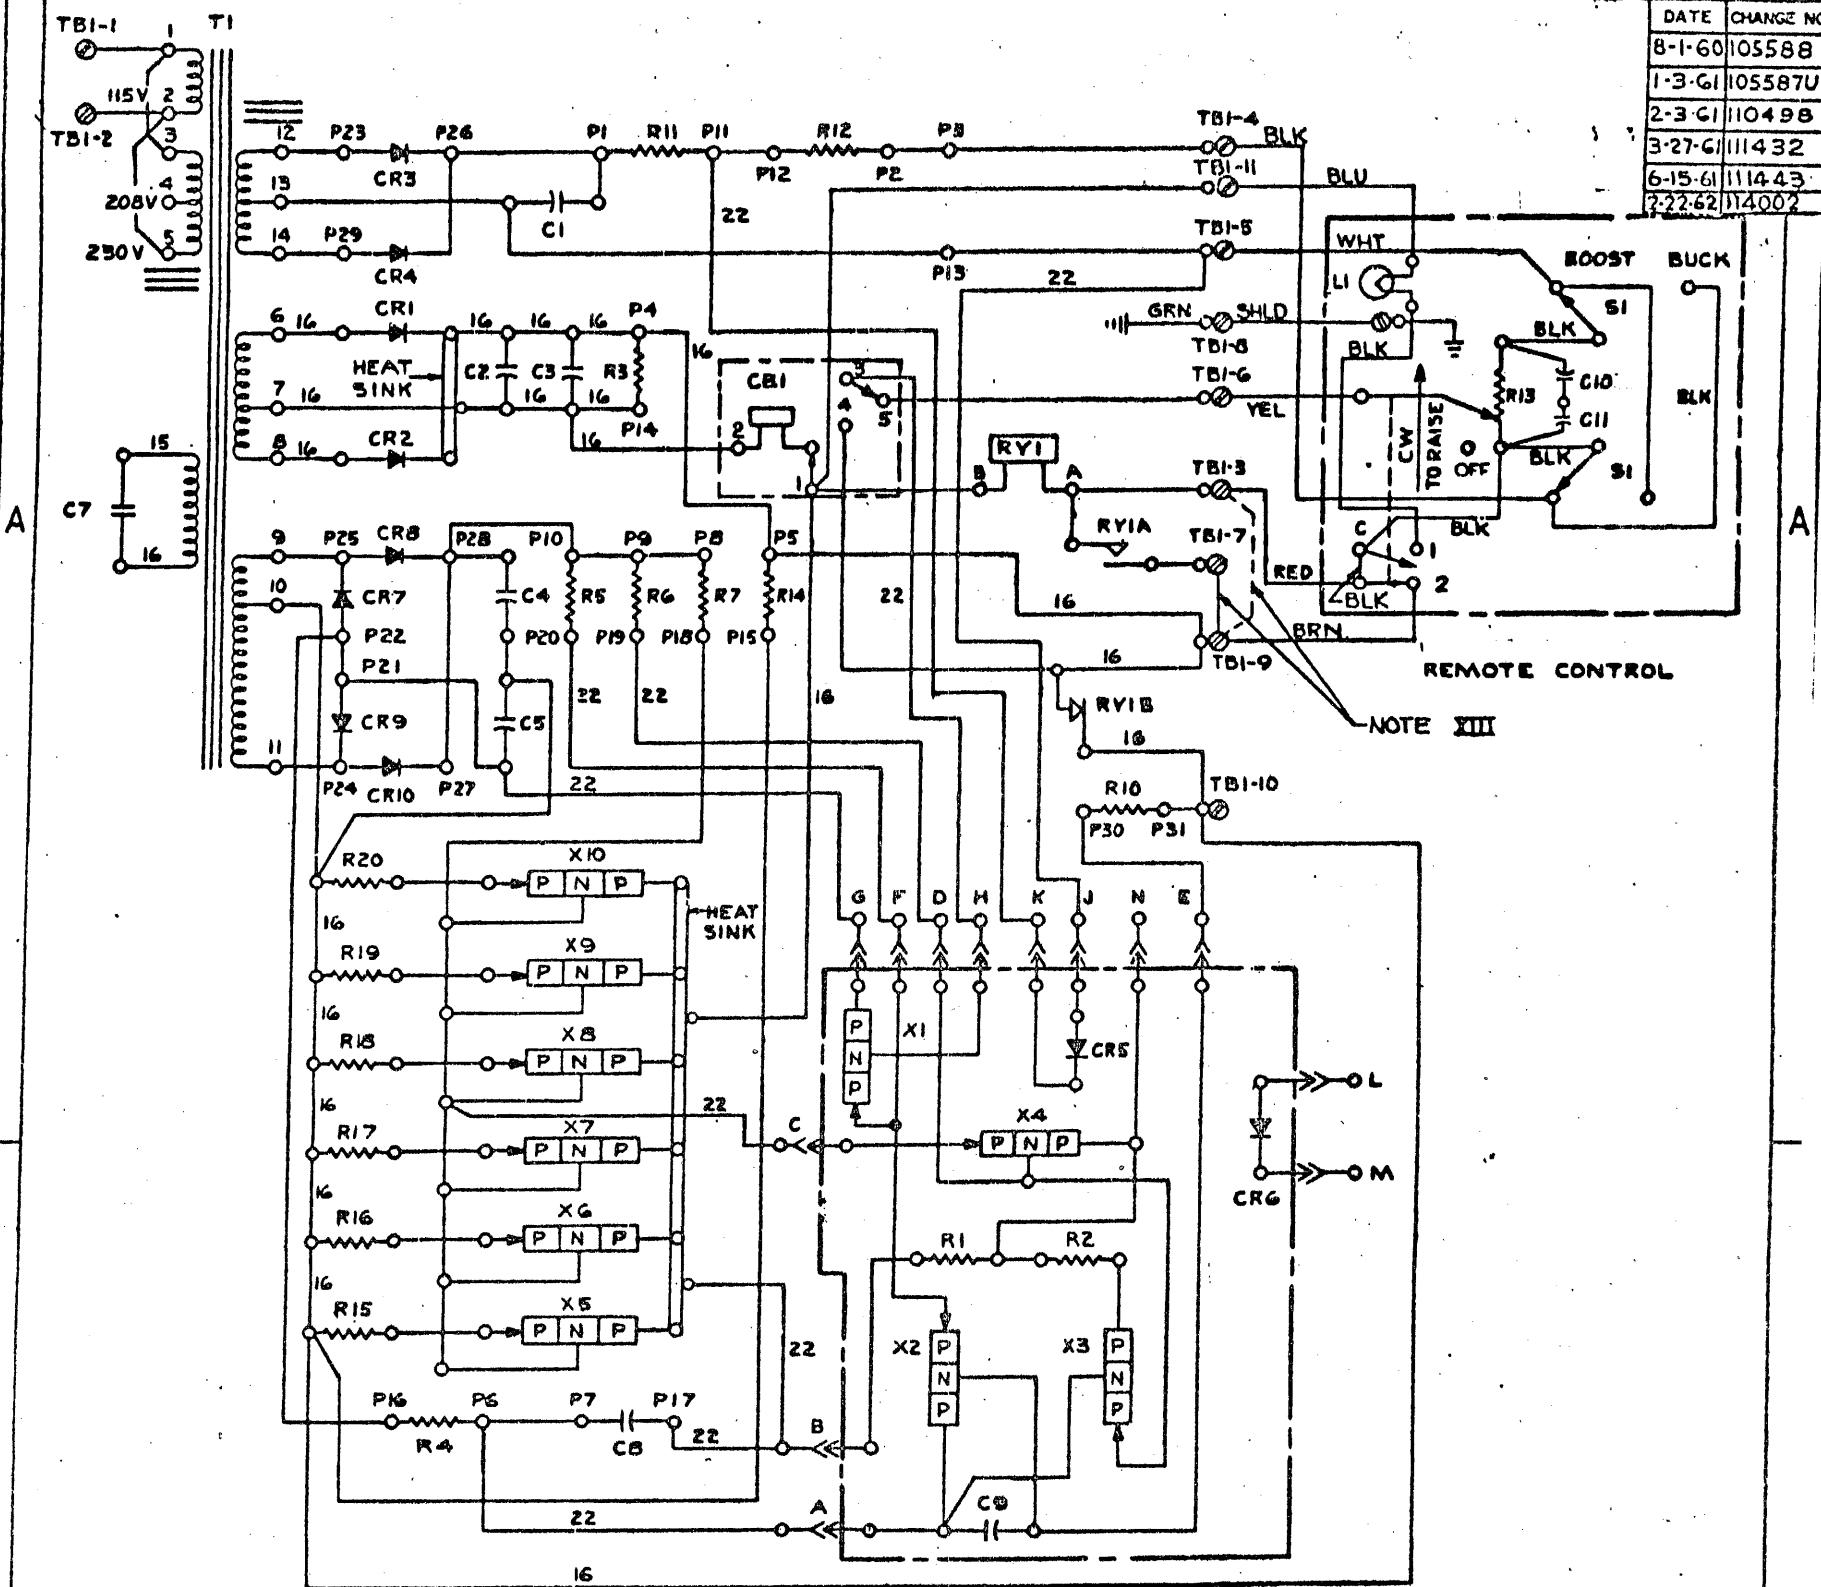 DATE CHANGE NO
8-1-60 105588
1-3-61 105587U
2-3-61 110498
3-27-61 111432
6-15-61 111443
2-22-62 114002
TB1-1 1 T1
115V 2
TB1-2 3
4
208V
5
230V
12 P23 P26 P1 R11 P11 R12 P3 TB1-4 BLK
CR3 P12 P2
TB1-11 BLU
13 C1 22
14 P29 TB1-5 WHT BOOST BUCK
CR4 P13 22 L1 S1
CR1 P4 GRN SHLD
6 16 16 16 16 TB1-8 BLK BLK
HEAT SINK C2 C3 R3 16 CB1 3 TB1-6 R13 C10
7 16 16 16 P14 4 5 YEL C11 BLK
8 16 CR2 16 2 RY1 CW TO RAISE OFF BLK S1
15 1 B A TB1-3
C7 RY1A
16 9 P25 CR8 P28 P10 P9 P8 P5 TB1-7 C BLK 1
10 CR7 C4 R5 R6 R7 R14 22 16 RED BLK 2
P22 P20 P19 P18 P15 BRN
P21 16 TB1-9 REMOTE CONTROL
22 22 16 RY1B
CR9 C5 NOTE XIII
16
11 P24 CR10 P27 22 R10 TB1-10
P30 P31
A A
R20 X10 P N P
G F D H K J N E
16 HEAT SINK
R19 X9 P N P
16 P N P X1
R18 X8 P N P CR5
16 22 C X4 L
R17 X7 P N P P N P
16 M
R16 X6 P N P CR6
16 R1 R2
R15 X5 P N P
22 X2 P N P X3 P N P
P16 P6 P7 P17
R4 C8 22 B
A C9
22
16